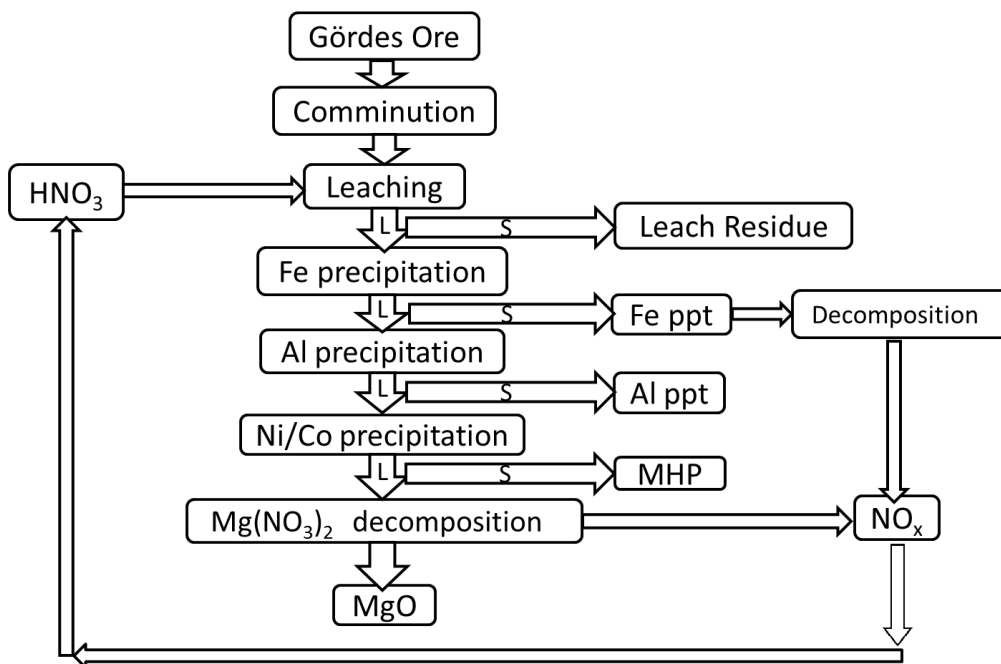 Gördes Ore
Comminution
HNO₃
Leaching
L
S
Leach Residue
Fe precipitation
L
S
Fe ppt
Decomposition
Al precipitation
L
S
Al ppt
Ni/Co precipitation
L
S
MHP
Mg(NO₃)₂ decomposition
NOₓ
MgO